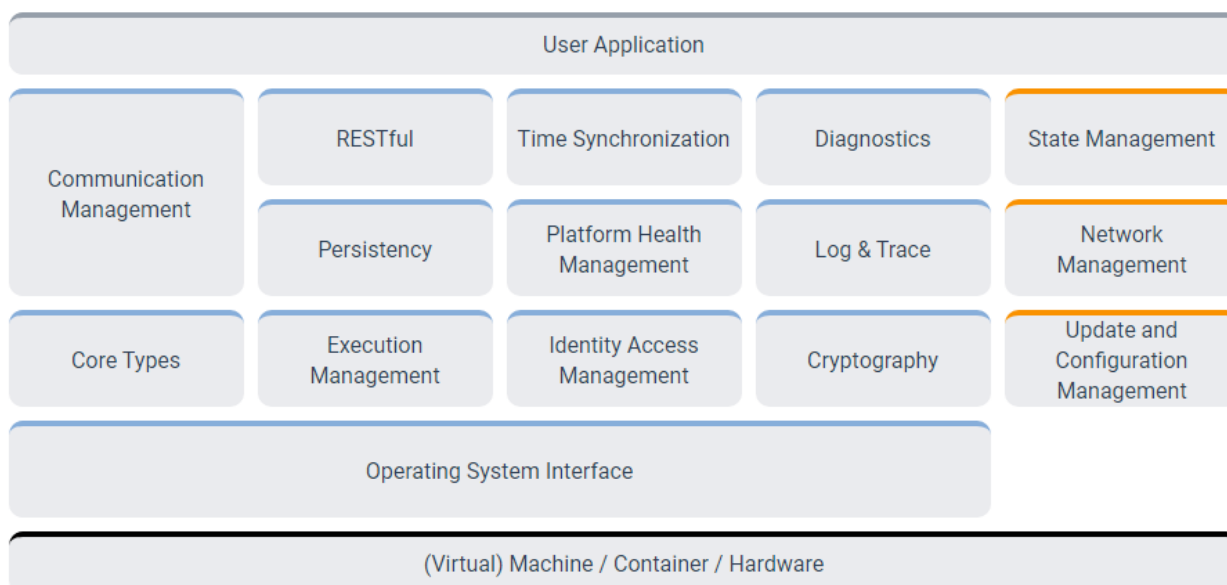 User Application
RESTful
Time Synchronization
Diagnostics
State Management
Communication
Management
Persistency
Platform Health
Management
Log & Trace
Network
Management
Core Types
Execution
Management
Identity Access
Management
Cryptography
Update and
Configuration
Management
Operating System Interface
(Virtual) Machine / Container / Hardware